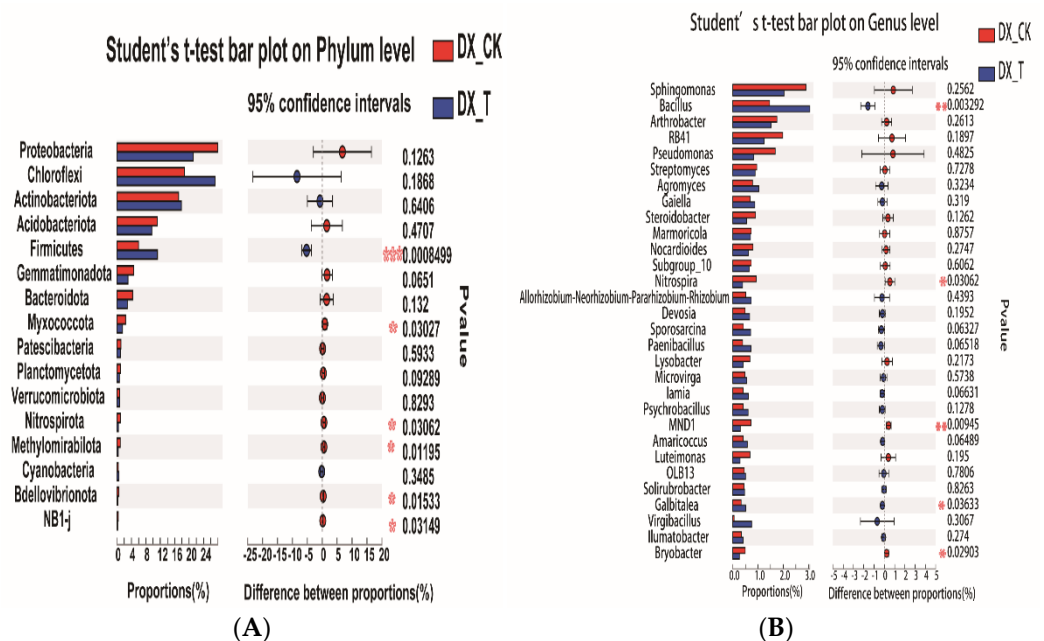 Student's t-test bar plot on Phylum level
DX_CK
DX_T
95% confidence intervals
Proteobacteria 0.1263
Chloroflexi 0.1868
Actinobacteriota 0.6406
Acidobacteriota 0.4707
Firmicutes ***0.0008499
Gemmatimonadota 0.0651
Bacteroidota 0.132
Myxococcota * 0.03027
Patescibacteria 0.5933
Planctomycetota 0.09289
Verrucomicrobiota 0.8293
Nitrospirota * 0.03062
Methylomirabilota * 0.01195
Cyanobacteria 0.3485
Bdellovibrionota * 0.01533
NB1-j * 0.03149
Pvalue
0 2 4 6 8 10 12 14 16 18 20 22 24 26
-25 -20 -15 -10 -5 0 5 10 15 20
Proportions(%)
Difference between proportions(%)
(A)
Student' s t-test bar plot on Genus level
DX_CK
DX_T
95% confidence intervals
Sphingomonas 0.2562
Bacillus **0.003292
Arthrobacter 0.2613
RB41 0.1897
Pseudomonas 0.4825
Streptomyces 0.7278
Agromyces 0.3234
Gaiella 0.319
Steroidobacter 0.1262
Marmoricola 0.8757
Nocardioides 0.2747
Subgroup_10 0.6062
Nitrospira *0.03062
Allorhizobium-Neorhizobium-Pararhizobium-Rhizobium 0.4393
Devosia 0.1952
Sporosarcina 0.06327
Paenibacillus 0.06518
Lysobacter 0.2173
Microvirga 0.5738
Iamia 0.06631
Psychrobacillus 0.1278
MND1 **0.00945
Amaricoccus 0.06489
Luteimonas 0.195
OLB13 0.7806
Solirubrobacter 0.8263
Galbitalea *0.03633
Virgibacillus 0.3067
Illumatobacter 0.274
Bryobacter *0.02903
Pvalue
0.0 1.0 2.0 3.0
-5 -4 -3 -2 -1 0 1 2 3 4 5
Proportions(%)
Difference between proportions(%)
(B)